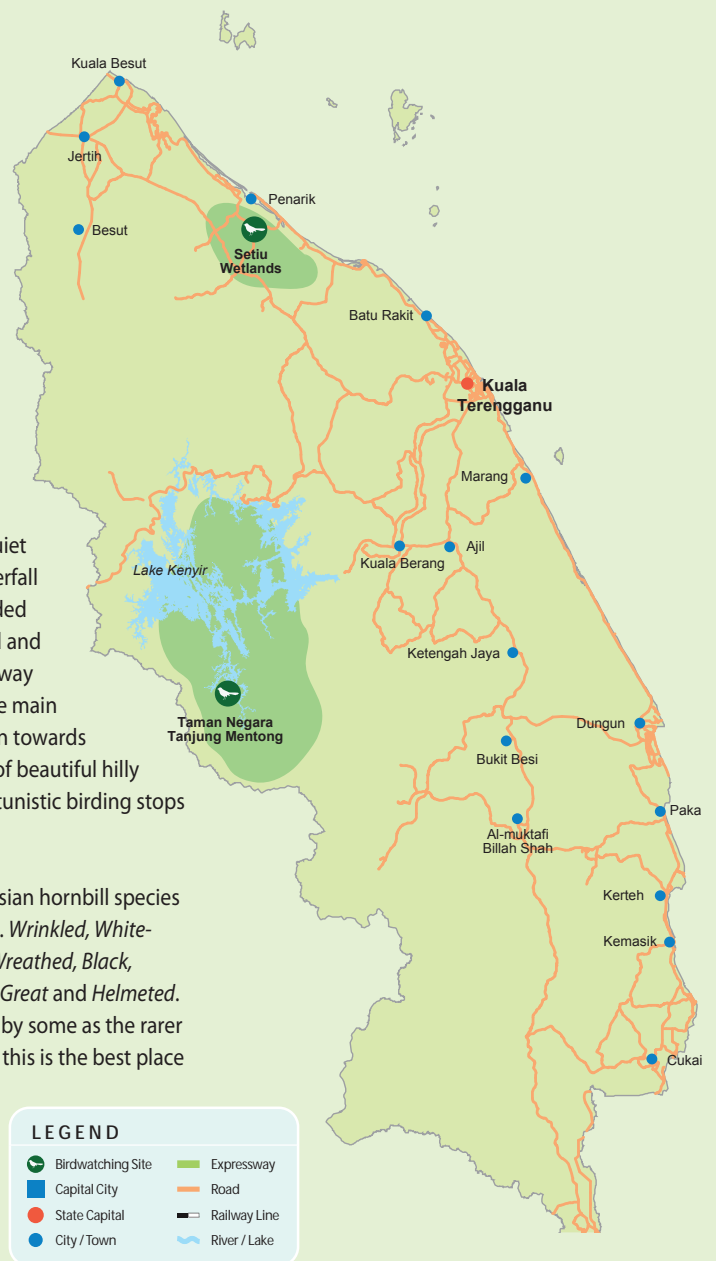 Kuala Besut
Jertih
Penarik
Besut
Setiu
Wetlands
Batu Rakit
Kuala
Terengganu
Marang
Lake Kenyir
Kuala Berang
Ajil
Ketengah Jaya
Taman Negara
Tanjung Mentong
Dungun
Bukit Besi
Paka
Al-muktafi
Billah Shah
Kerteh
Kemasik
Cukai
uiet
erfall
ded
l and
way
e main
n towards
of beautiful hilly
tunistic birding stops
sian hornbill species
. Wrinkled, White-
Wreathed, Black,
Great and Helmeted.
by some as the rarer
this is the best place
LEGEND
Birdwatching Site
Capital City
State Capital
City / Town
Expressway
Road
Railway Line
River / Lake